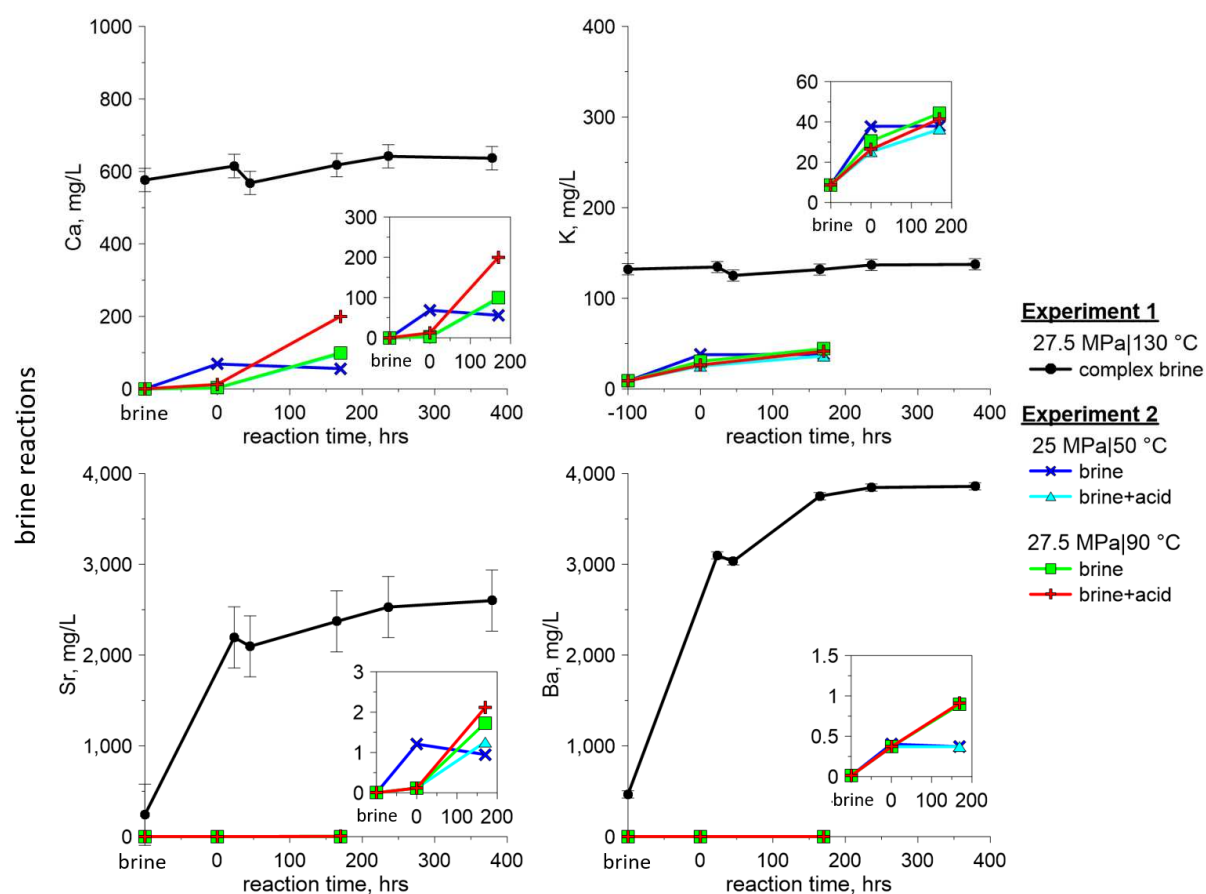 brine reactions
Ca, mg/L
1000
800
600
400
200
0
brine 0 100 200 300 400
reaction time, hrs
300
200
100
0
brine 0 100 200
K, mg/L
400
300
200
100
0
-100 0 100 200 300 400
reaction time, hrs
60
40
20
0
brine 0 100 200
Sr, mg/L
4,000
3,000
2,000
1,000
0
brine 0 100 200 300 400
reaction time, hrs
3
2
1
0
brine 0 100 200
Ba, mg/L
4,000
3,000
2,000
1,000
0
brine 0 100 200 300 400
reaction time, hrs
1.5
1
0.5
0
brine 0 100 200
Experiment 1
27.5 MPa|130 °C
complex brine
Experiment 2
25 MPa|50 °C
brine
brine+acid
27.5 MPa|90 °C
brine
brine+acid